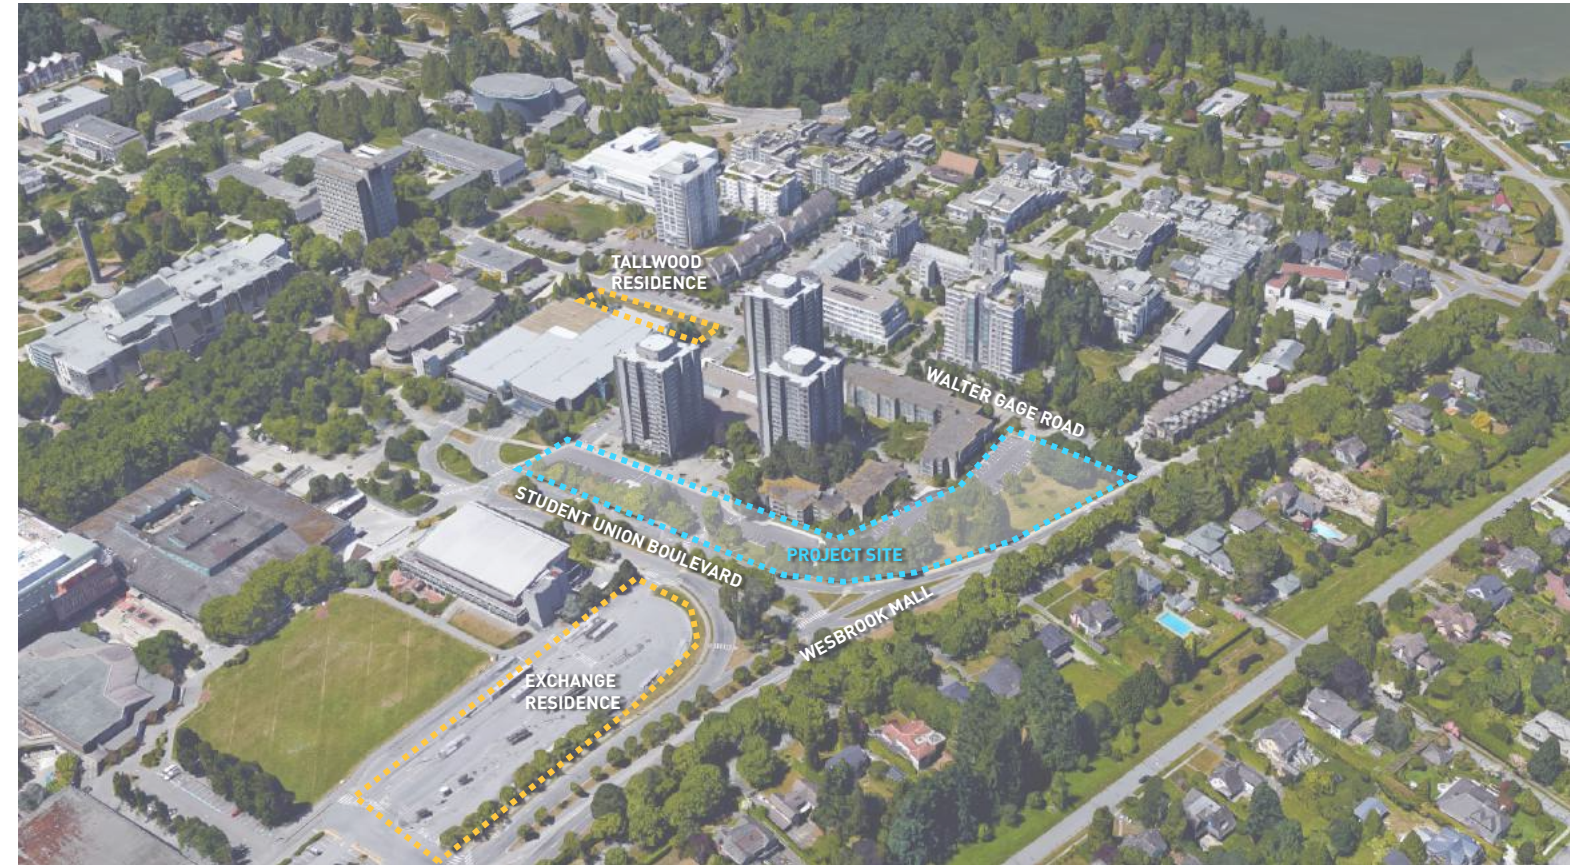 TALLWOOD
RESIDENCE
WALTER GAGE ROAD
STUDENT UNION BOULEVARD
PROJECT SITE
WESBROOK MALL
EXCHANGE
RESIDENCE